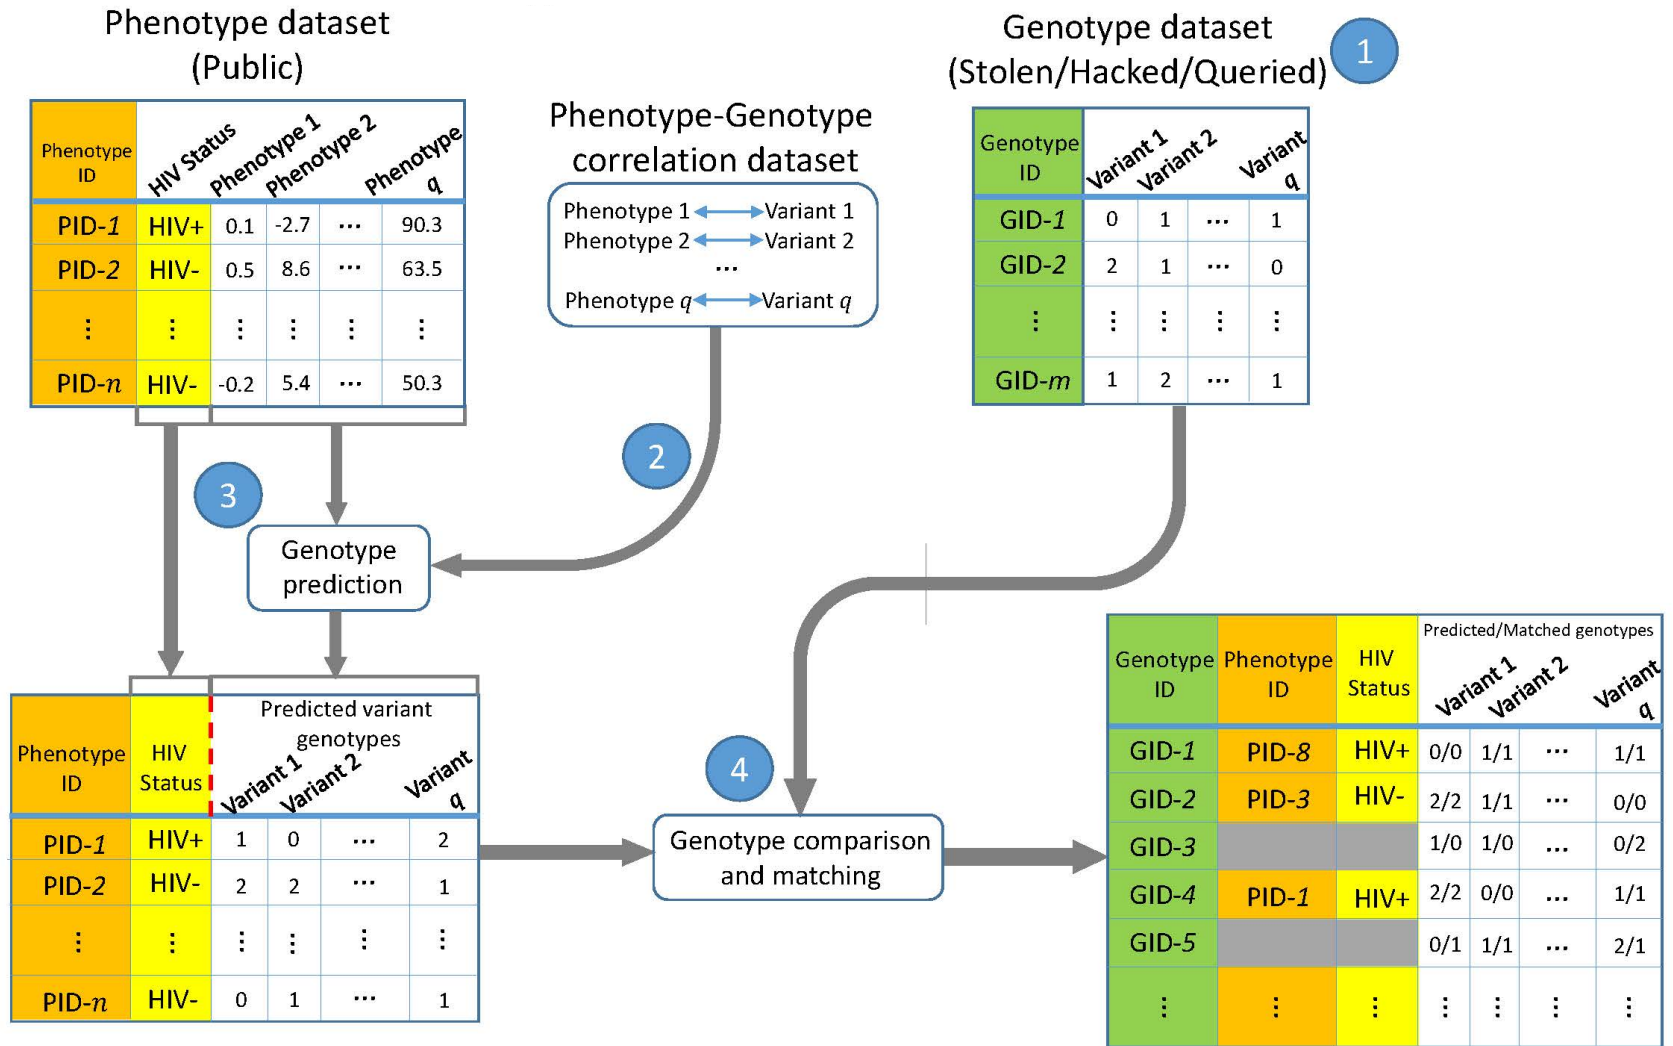 Phenotype dataset
(Public)
Phenotype
ID
HIV Status
Phenotype 1
Phenotype 2
Phenotype
q
PID-1 HIV+ 0.1 -2.7 ... 90.3
PID-2 HIV- 0.5 8.6 ... 63.5
⋮ ⋮ ⋮ ⋮ ⋮
PID-n HIV- -0.2 5.4 ... 50.3
Phenotype-Genotype
correlation dataset
Phenotype 1 Variant 1
Phenotype 2 Variant 2
...
Phenotype q Variant q
Genotype dataset
(Stolen/Hacked/Queried)
1
Genotype
ID
Variant 1
Variant 2
Variant
q
GID-1 0 1 ... 1
GID-2 2 1 ... 0
⋮ ⋮ ⋮ ⋮ ⋮
GID-m 1 2 ... 1
2
3
Genotype
prediction
Phenotype
ID
HIV
Status
Predicted variant
genotypes
Variant 1
Variant 2
Variant
q
PID-1 HIV+ 1 0 ... 2
PID-2 HIV- 2 2 ... 1
⋮ ⋮ ⋮ ⋮ ⋮ ⋮
PID-n HIV- 0 1 ... 1
4
Genotype comparison
and matching
Genotype
ID
Phenotype
ID
HIV
Status
Predicted/Matched genotypes
Variant 1
Variant 2
Variant
q
GID-1 PID-8 HIV+ 0/0 1/1 ... 1/1
GID-2 PID-3 HIV- 2/2 1/1 ... 0/0
GID-3 1/0 1/0 ... 0/2
GID-4 PID-1 HIV+ 2/2 0/0 ... 1/1
GID-5 0/1 1/1 ... 2/1
⋮ ⋮ ⋮ ⋮ ⋮ ⋮ ⋮